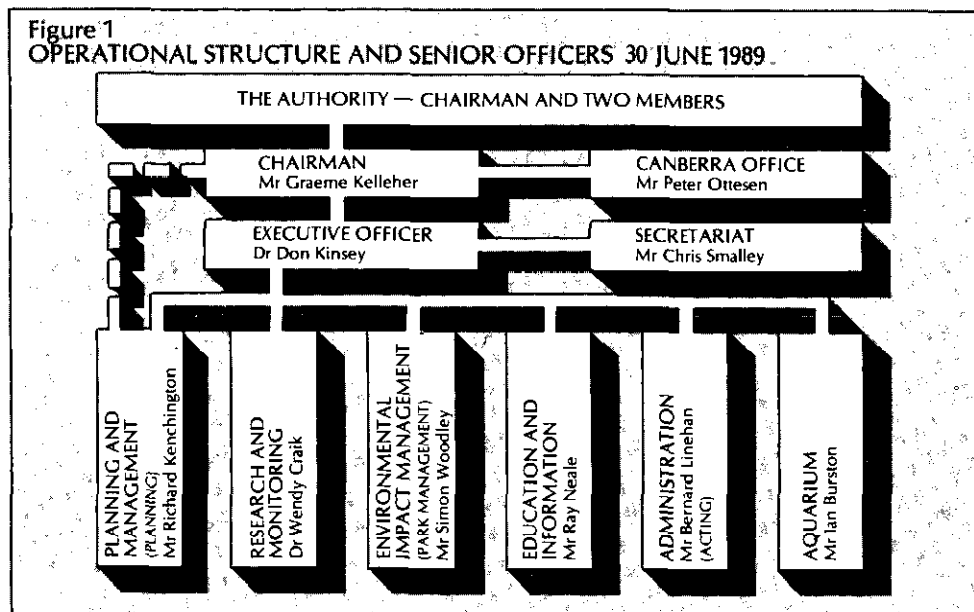 Figure 1
OPERATIONAL STRUCTURE AND SENIOR OFFICERS 30 JUNE 1989
THE AUTHORITY — CHAIRMAN AND TWO MEMBERS
CHAIRMAN
Mr Graeme Kelleher
CANBERRA OFFICE
Mr Peter Ottesen
EXECUTIVE OFFICER
Dr Don Kinsey
SECRETARIAT
Mr Chris Smalley
PLANNING AND
MANAGEMENT
(PLANNING)
Mr Richard Kenchington
RESEARCH AND
MONITORING
Dr Wendy Craik
ENVIRONMENTAL
IMPACT MANAGEMENT
(PARK MANAGEMENT)
Mr Simon Woodley
EDUCATION AND
INFORMATION
Mr Ray Neale
ADMINISTRATION
Mr Bernard Linehan
(ACTING)
AQUARIUM
Mr Ian Burston